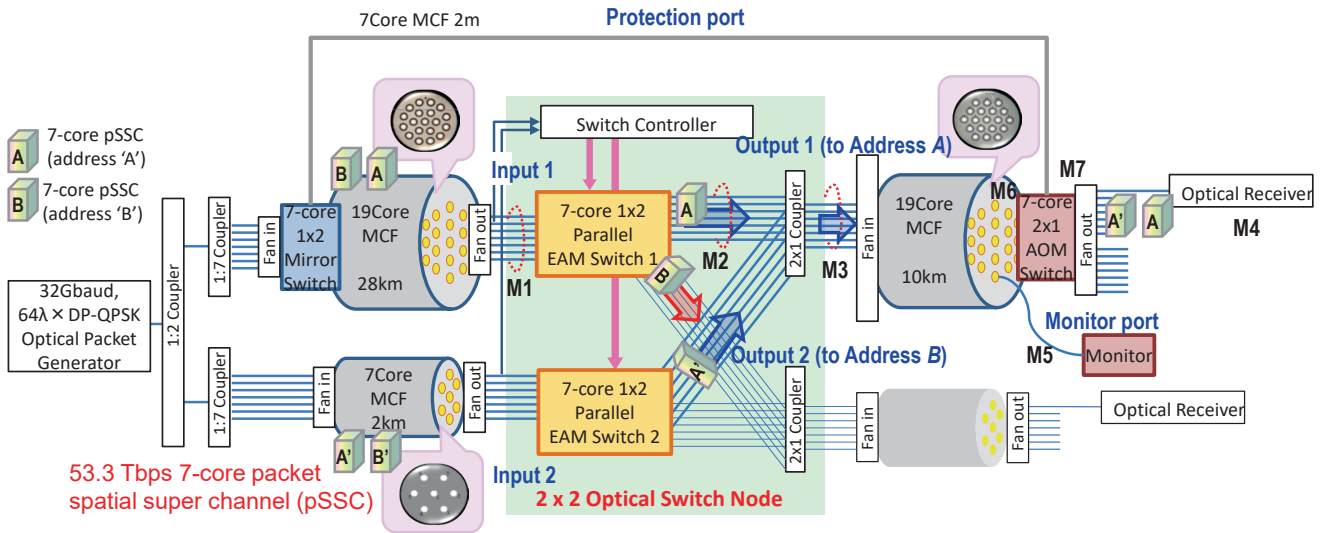 7Core MCF 2m
Protection port
7-core pSSC
(address ‘A’)
A
7-core pSSC
(address ‘B’)
B
Switch Controller
B
A
Input 1
Output 1 (to Address A)
M7
M6
19Core
MCF
28km
7-core
1x2
Mirror
Switch
Fan in
1:7 Coupler
Fan out
M1
7-core 1x2
Parallel
EAM Switch 1
A
M2
B
2x1 Coupler
M3
Fan in
19Core
MCF
10km
7-core
2x1
AOM
Switch
Fan out
A'
A
Optical Receiver
M4
32Gbaud,
64λ × DP-QPSK
Optical Packet
Generator
1:2 Coupler
Monitor port
M5
Monitor
A'
Output 2 (to Address B)
1:7 Coupler
Fan in
7Core
MCF
2km
Fan out
7-core 1x2
Parallel
EAM Switch 2
2x1 Coupler
Fan in
Fan out
Optical Receiver
A'
B'
Input 2
53.3 Tbps 7-core packet
spatial super channel (pSSC)
2 x 2 Optical Switch Node